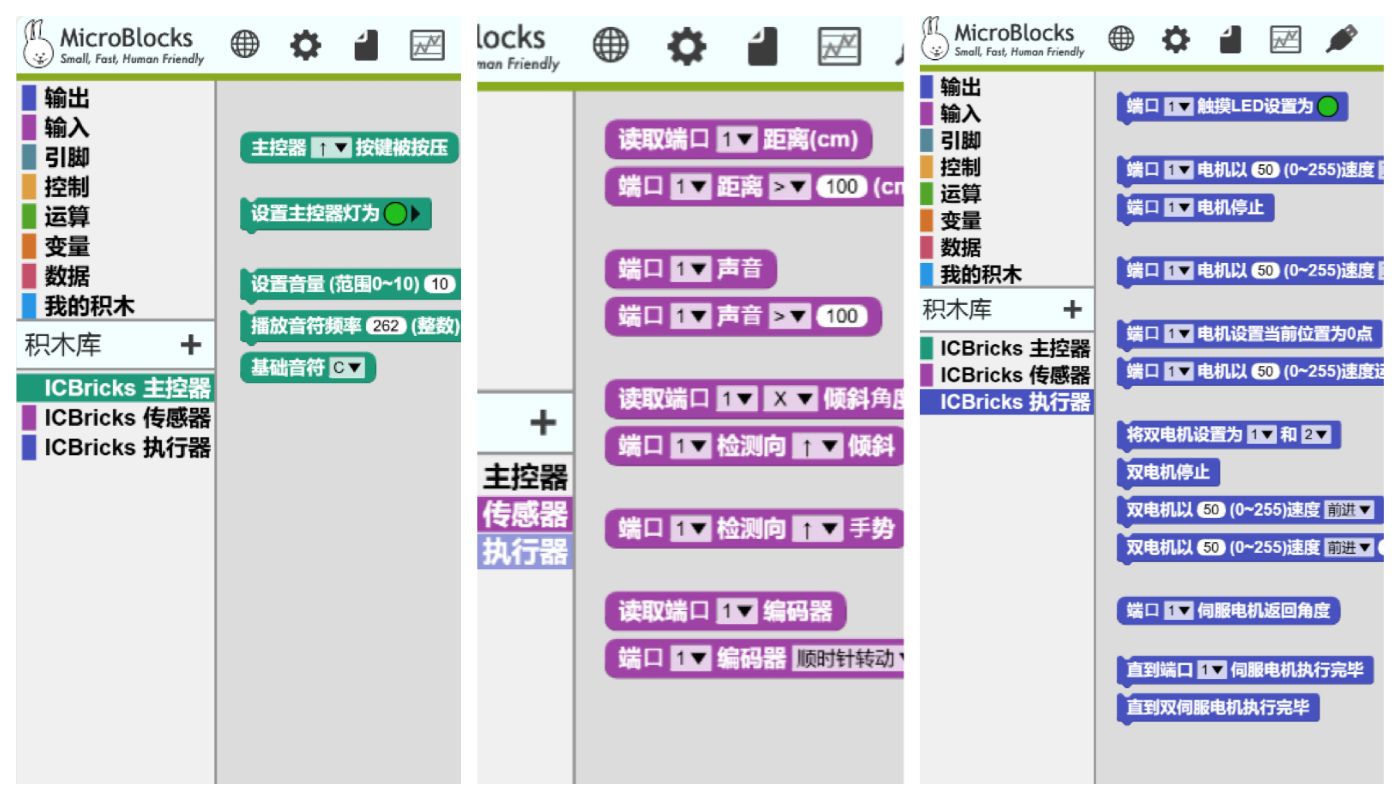 MicroBlocks
Small, Fast, Human Friendly
输出
输入
引脚
控制
运算
变量
数据
我的积木
积木库 +
ICBricks 主控器
ICBricks 传感器
ICBricks 执行器
主控器 ↑ 按键被按压
设置主控器灯为
设置音量 (范围0~10) 10
播放音符频率 262 (整数)
基础音符 C
locks
man Friendly
+
主控器
传感器
执行器
读取端口 1 距离(cm)
端口 1 距离 > 100 (cm
端口 1 声音
端口 1 声音 > 100
读取端口 1 X 倾斜角度
端口 1 检测向 ↑ 倾斜
端口 1 检测向 ↑ 手势
读取端口 1 编码器
端口 1 编码器 顺时针转动
MicroBlocks
Small, Fast, Human Friendly
输出
输入
引脚
控制
运算
变量
数据
我的积木
积木库 +
ICBricks 主控器
ICBricks 传感器
ICBricks 执行器
端口 1 触摸LED设置为
端口 1 电机以 50 (0~255)速度
端口 1 电机停止
端口 1 电机以 50 (0~255)速度
端口 1 电机设置当前位置为0点
端口 1 电机以 50 (0~255)速度运
将双电机设置为 1 和 2
双电机停止
双电机以 50 (0~255)速度 前进
双电机以 50 (0~255)速度 前进
端口 1 伺服电机返回角度
直到端口 1 伺服电机执行完毕
直到双伺服电机执行完毕